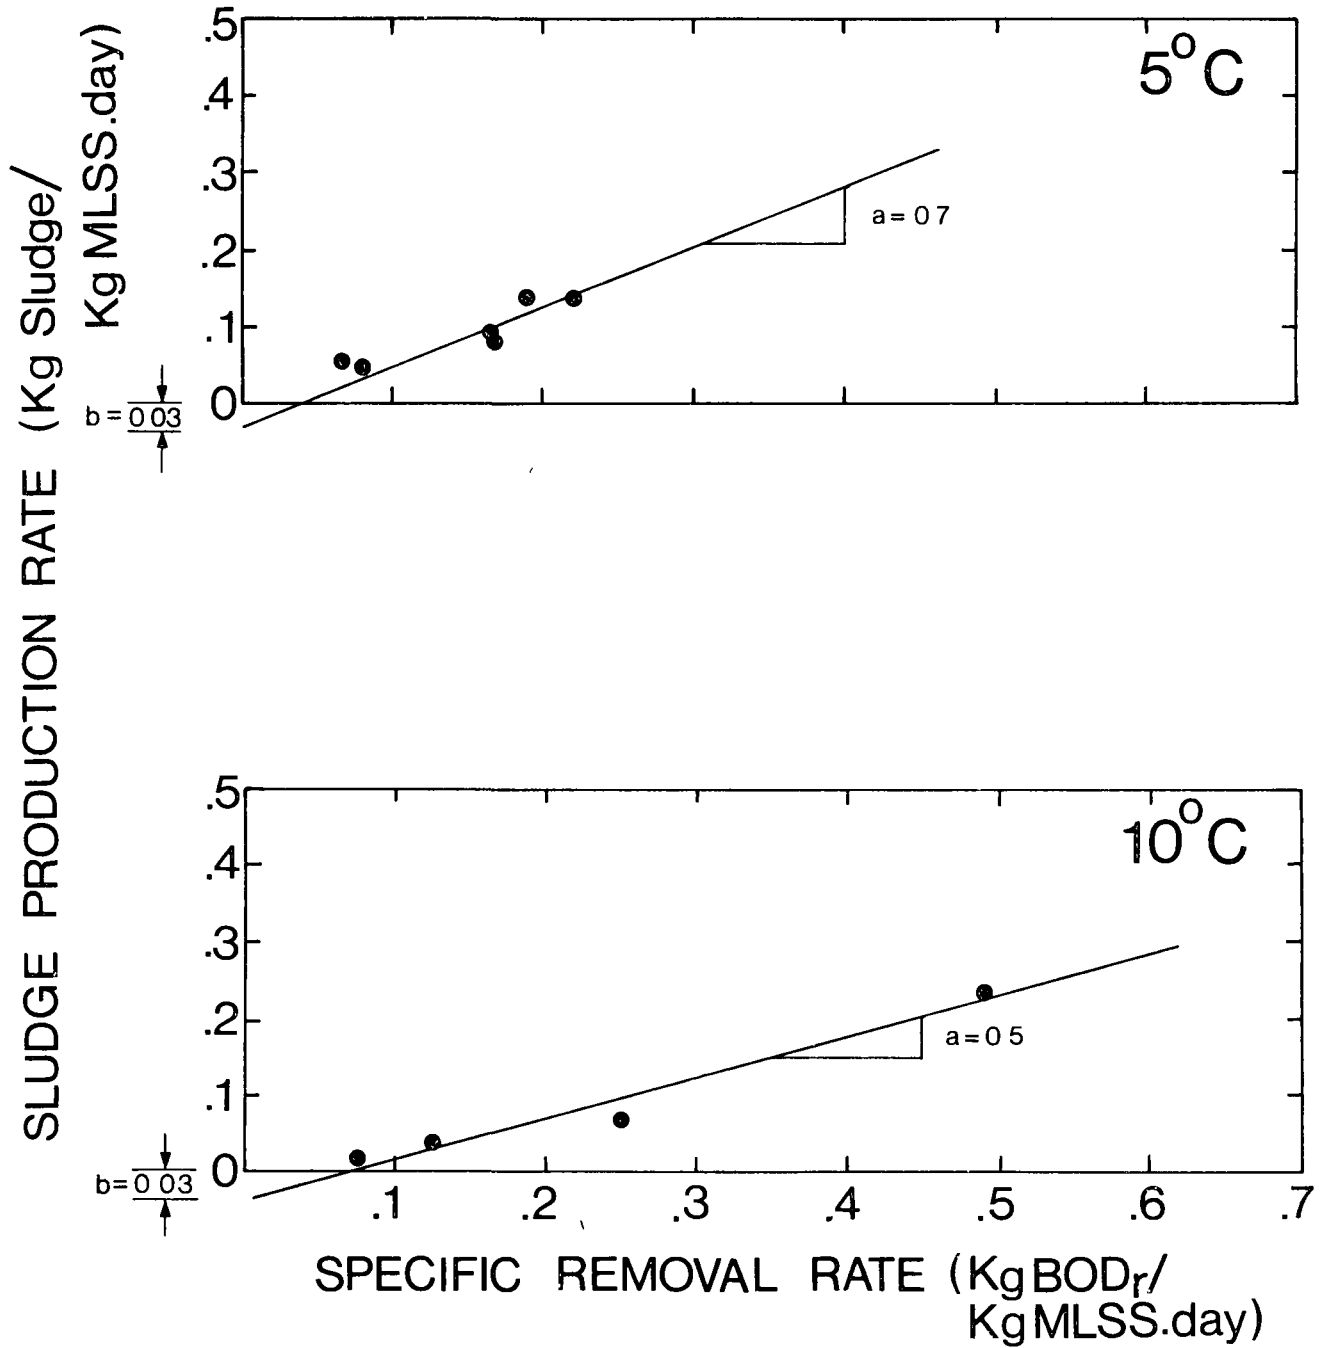 SLUDGE PRODUCTION RATE (Kg Sludge/
Kg MLSS.day)
5°C
.5
.4
.3
.2
.1
0
a = 0 7
b = 0 03
10°C
.5
.4
.3
.2
.1
0
a = 0 5
b = 0 03
.1 .2 .3 .4 .5 .6 .7
SPECIFIC REMOVAL RATE (Kg BODr/
Kg MLSS.day)